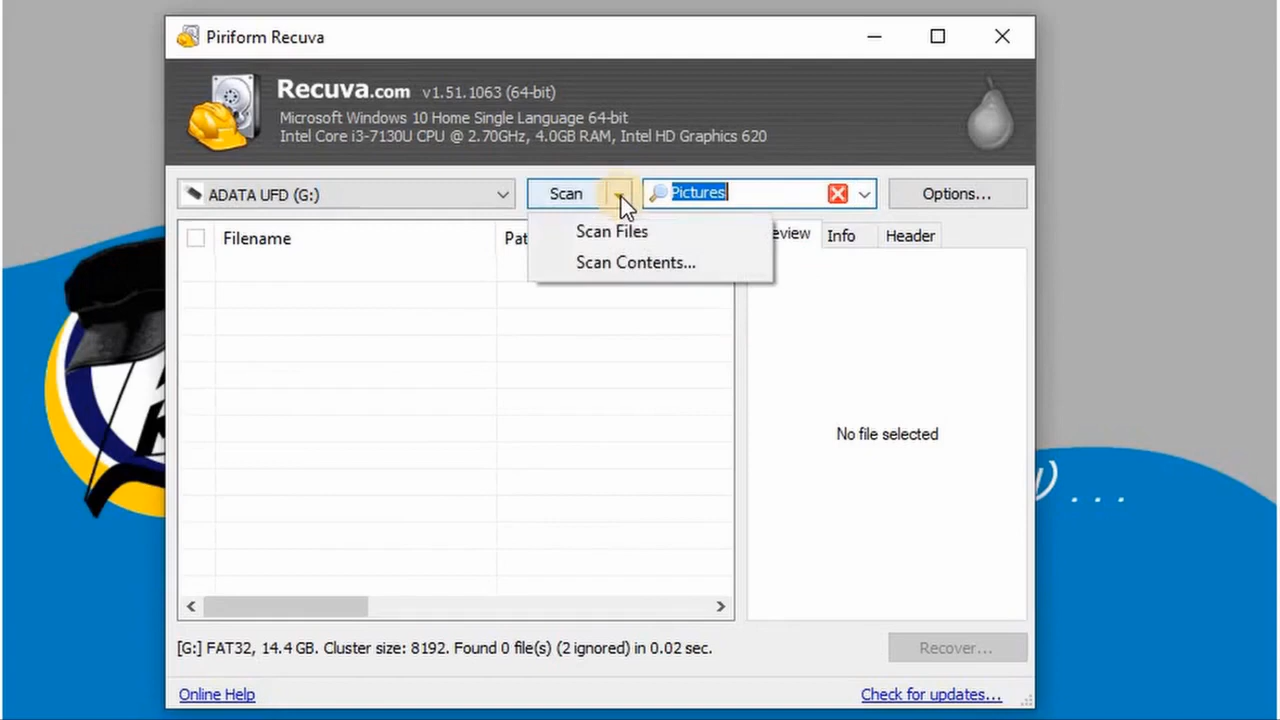 Piriform Recuva
Recuva.com v1.51.1063 (64-bit)
Microsoft Windows 10 Home Single Language 64-bit
Intel Core i3-7130U CPU @ 2.70GHz, 4.0GB RAM, Intel HD Graphics 620
ADATA UFD (G:)
Scan
Pictures
Options...
Scan Files
Scan Contents...
Filename
Pat
eview
Info
Header
No file selected
[G:] FAT32, 14.4 GB. Cluster size: 8192. Found 0 file(s) (2 ignored) in 0.02 sec.
Recover...
Online Help
Check for updates...